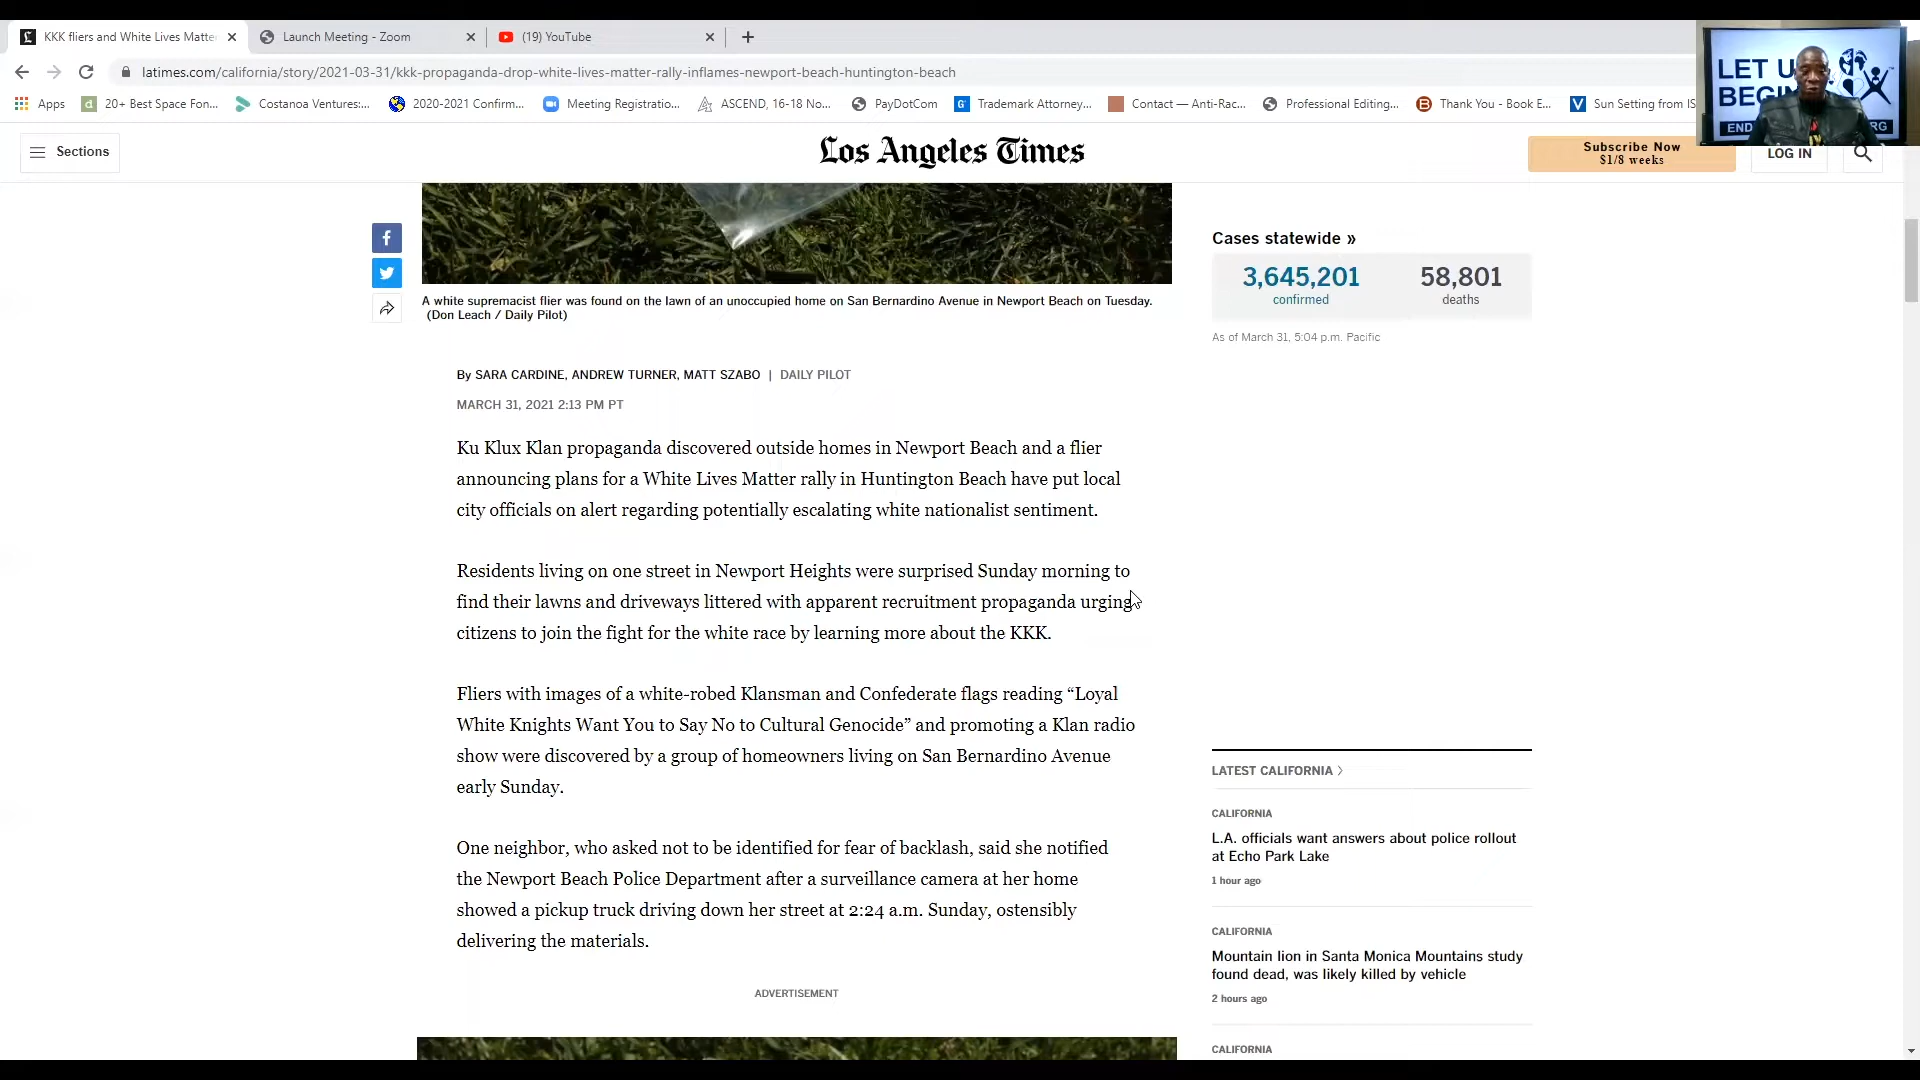 KKK fliers and White Lives Matte
Launch Meeting - Zoom
(19) YouTube
latimes.com/california/story/2021-03-31/kkk-propaganda-drop-white-lives-matter-rally-inflames-newport-beach-huntington-beach
Apps
20+ Best Space Fon...
Costanoa Ventures:...
2020-2021 Confirm...
Meeting Registratio...
ASCEND, 16-18 No...
PayDotCom
Trademark Attorney...
Contact — Anti-Rac...
Professional Editing...
Thank You - Book E...
Sun Setting from IS
LET U
BEGIN
END
RG
Sections
Los Angeles Times
Subscribe Now
$1/8 weeks
LOG IN
A white supremacist flier was found on the lawn of an unoccupied home on San Bernardino Avenue in Newport Beach on Tuesday.
(Don Leach / Daily Pilot)
By SARA CARDINE, ANDREW TURNER, MATT SZABO | DAILY PILOT
MARCH 31, 2021 2:13 PM PT
Ku Klux Klan propaganda discovered outside homes in Newport Beach and a flier
announcing plans for a White Lives Matter rally in Huntington Beach have put local
city officials on alert regarding potentially escalating white nationalist sentiment.
Residents living on one street in Newport Heights were surprised Sunday morning to
find their lawns and driveways littered with apparent recruitment propaganda urging
citizens to join the fight for the white race by learning more about the KKK.
Fliers with images of a white-robed Klansman and Confederate flags reading “Loyal
White Knights Want You to Say No to Cultural Genocide” and promoting a Klan radio
show were discovered by a group of homeowners living on San Bernardino Avenue
early Sunday.
One neighbor, who asked not to be identified for fear of backlash, said she notified
the Newport Beach Police Department after a surveillance camera at her home
showed a pickup truck driving down her street at 2:24 a.m. Sunday, ostensibly
delivering the materials.
ADVERTISEMENT
Cases statewide »
3,645,201
confirmed
58,801
deaths
As of March 31, 5:04 p.m. Pacific
LATEST CALIFORNIA >
CALIFORNIA
L.A. officials want answers about police rollout
at Echo Park Lake
1 hour ago
CALIFORNIA
Mountain lion in Santa Monica Mountains study
found dead, was likely killed by vehicle
2 hours ago
CALIFORNIA